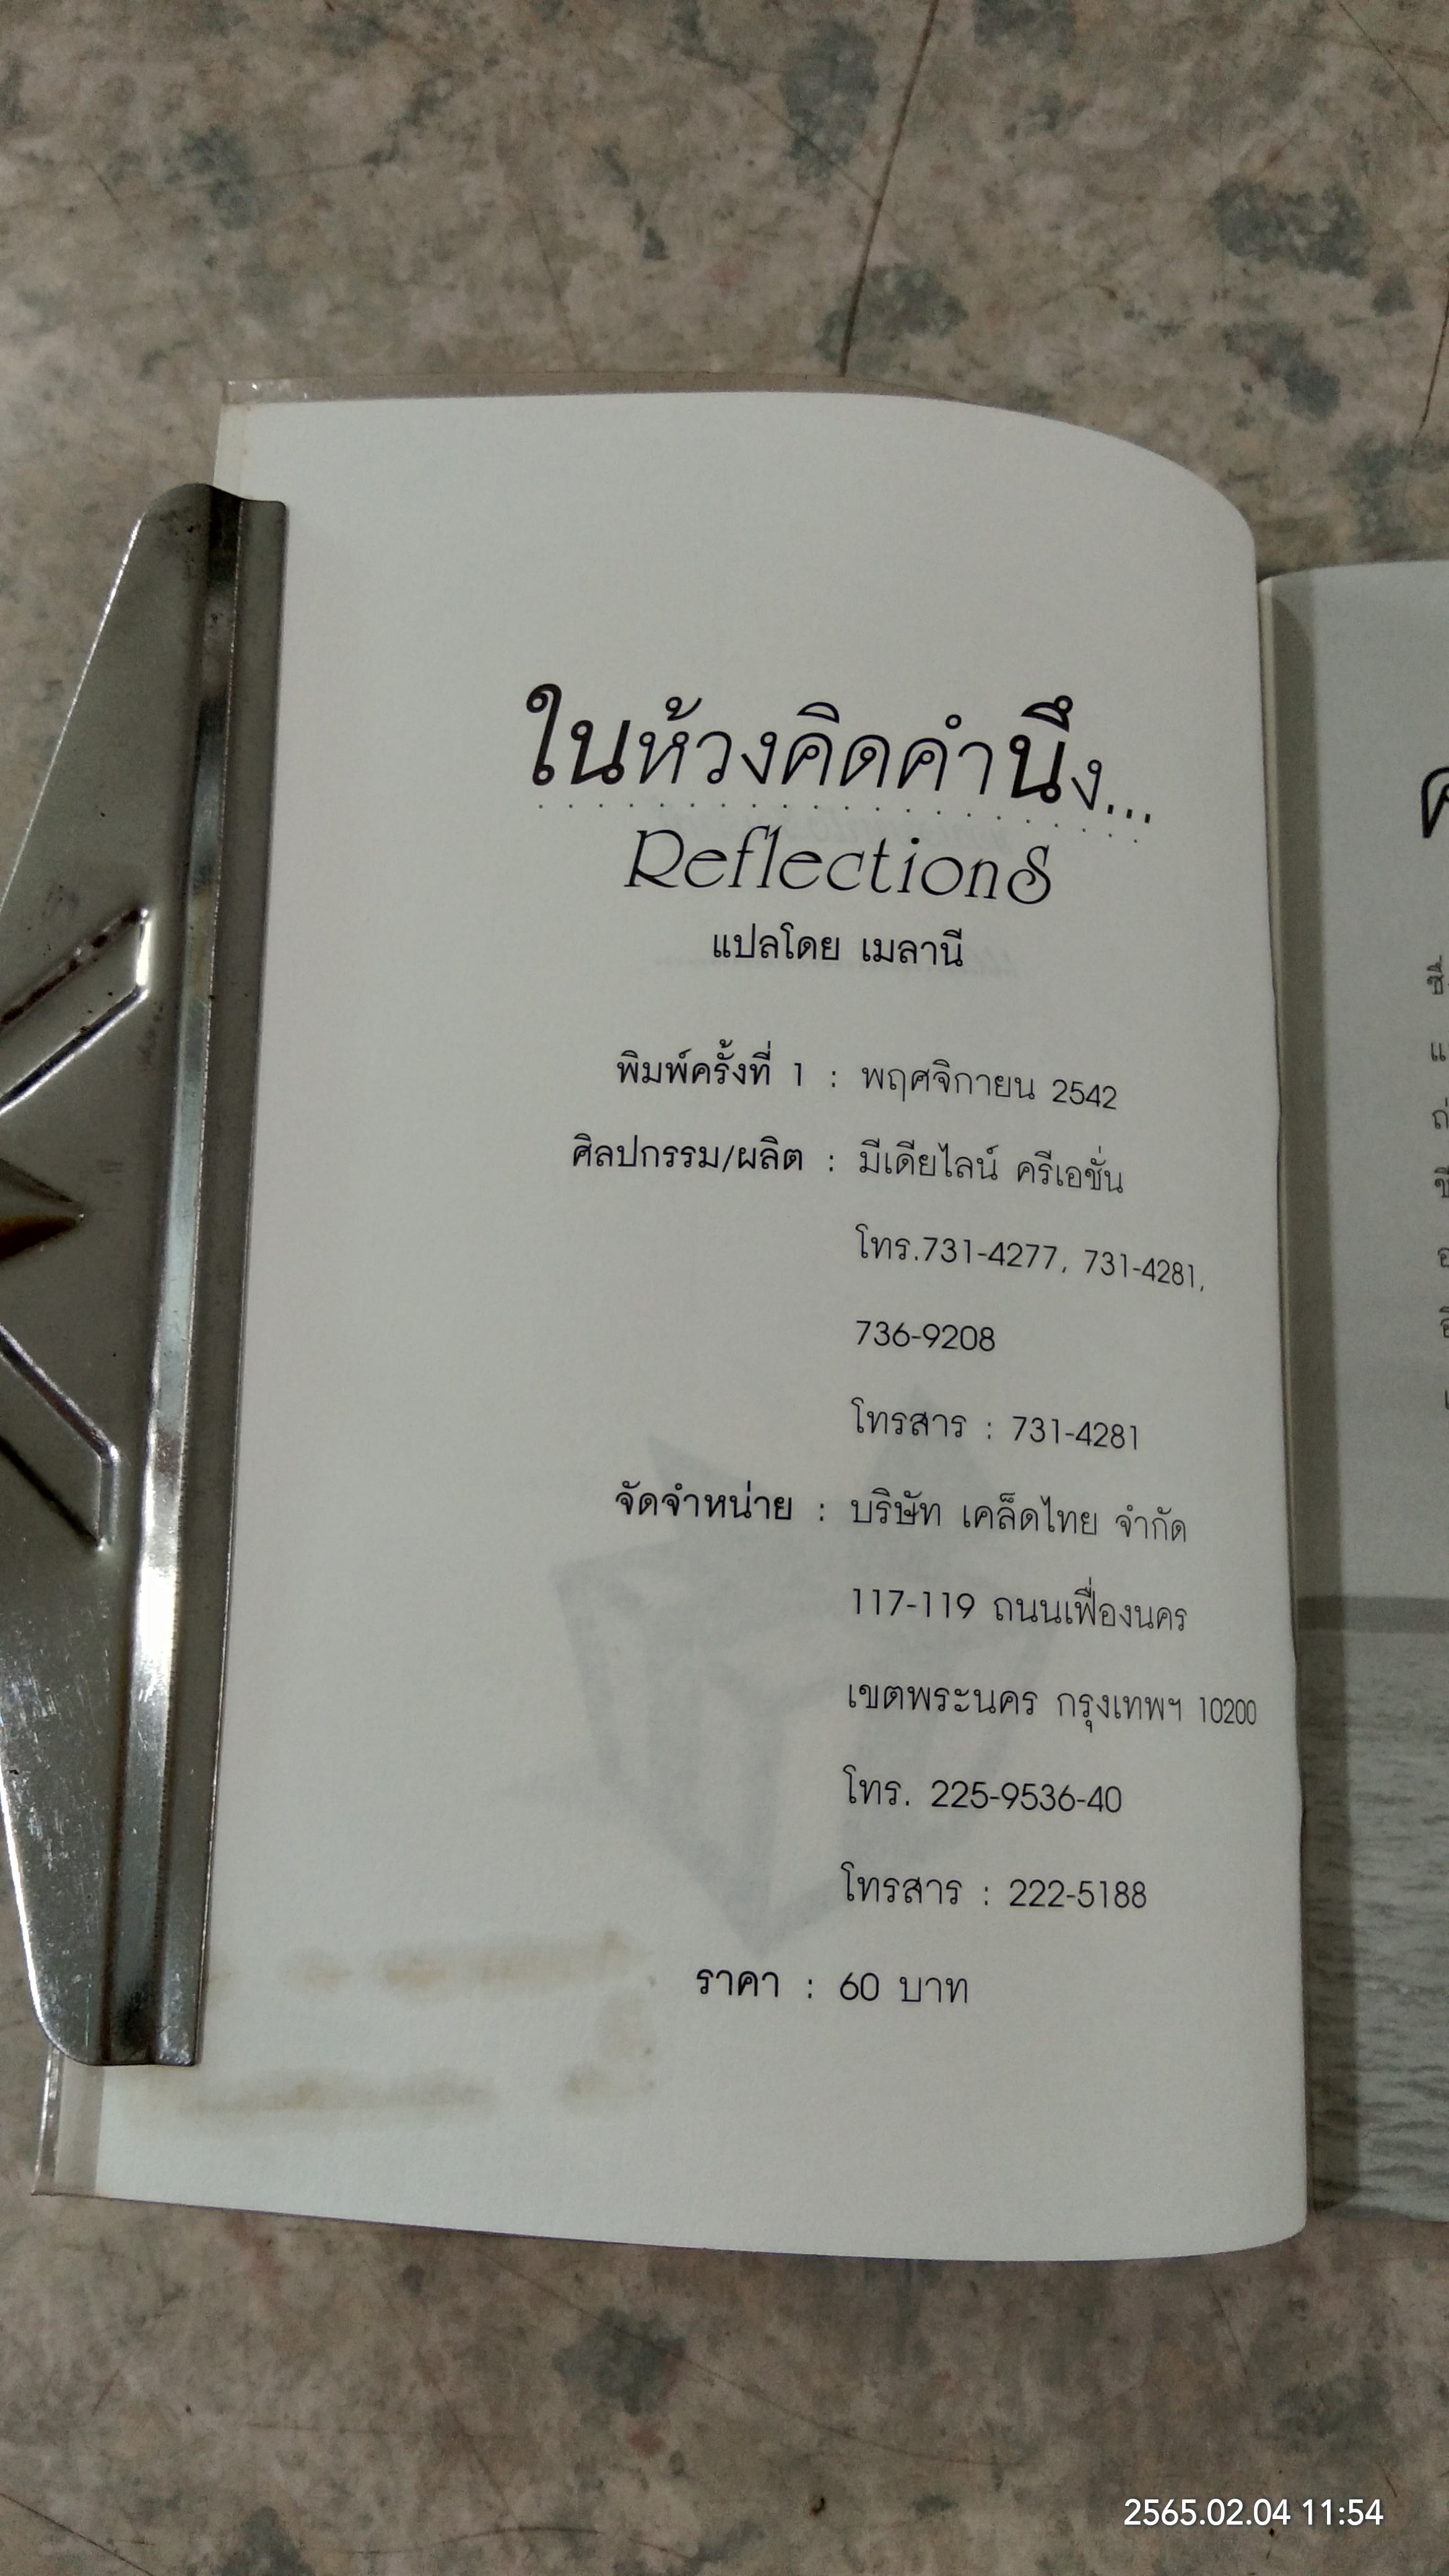 ในห้วงคิดคำนึง...
Reflections
แปลโดย เมลานี
พิมพ์ครั้งที่ 1 : พฤศจิกายน 2542
ศิลปกรรม/ผลิต : มีเดียไลน์ ครีเอชั่น
โทร.731-4277, 731-4281,
736-9208
โทรสาร : 731-4281
จัดจำหน่าย : บริษัท เคล็ดไทย จำกัด
117-119 ถนนเฟื่องนคร
เขตพระนคร กรุงเทพฯ 10200
โทร. 225-9536-40
โทรสาร : 222-5188
ราคา : 60 บาท
2565.02.04 11:54